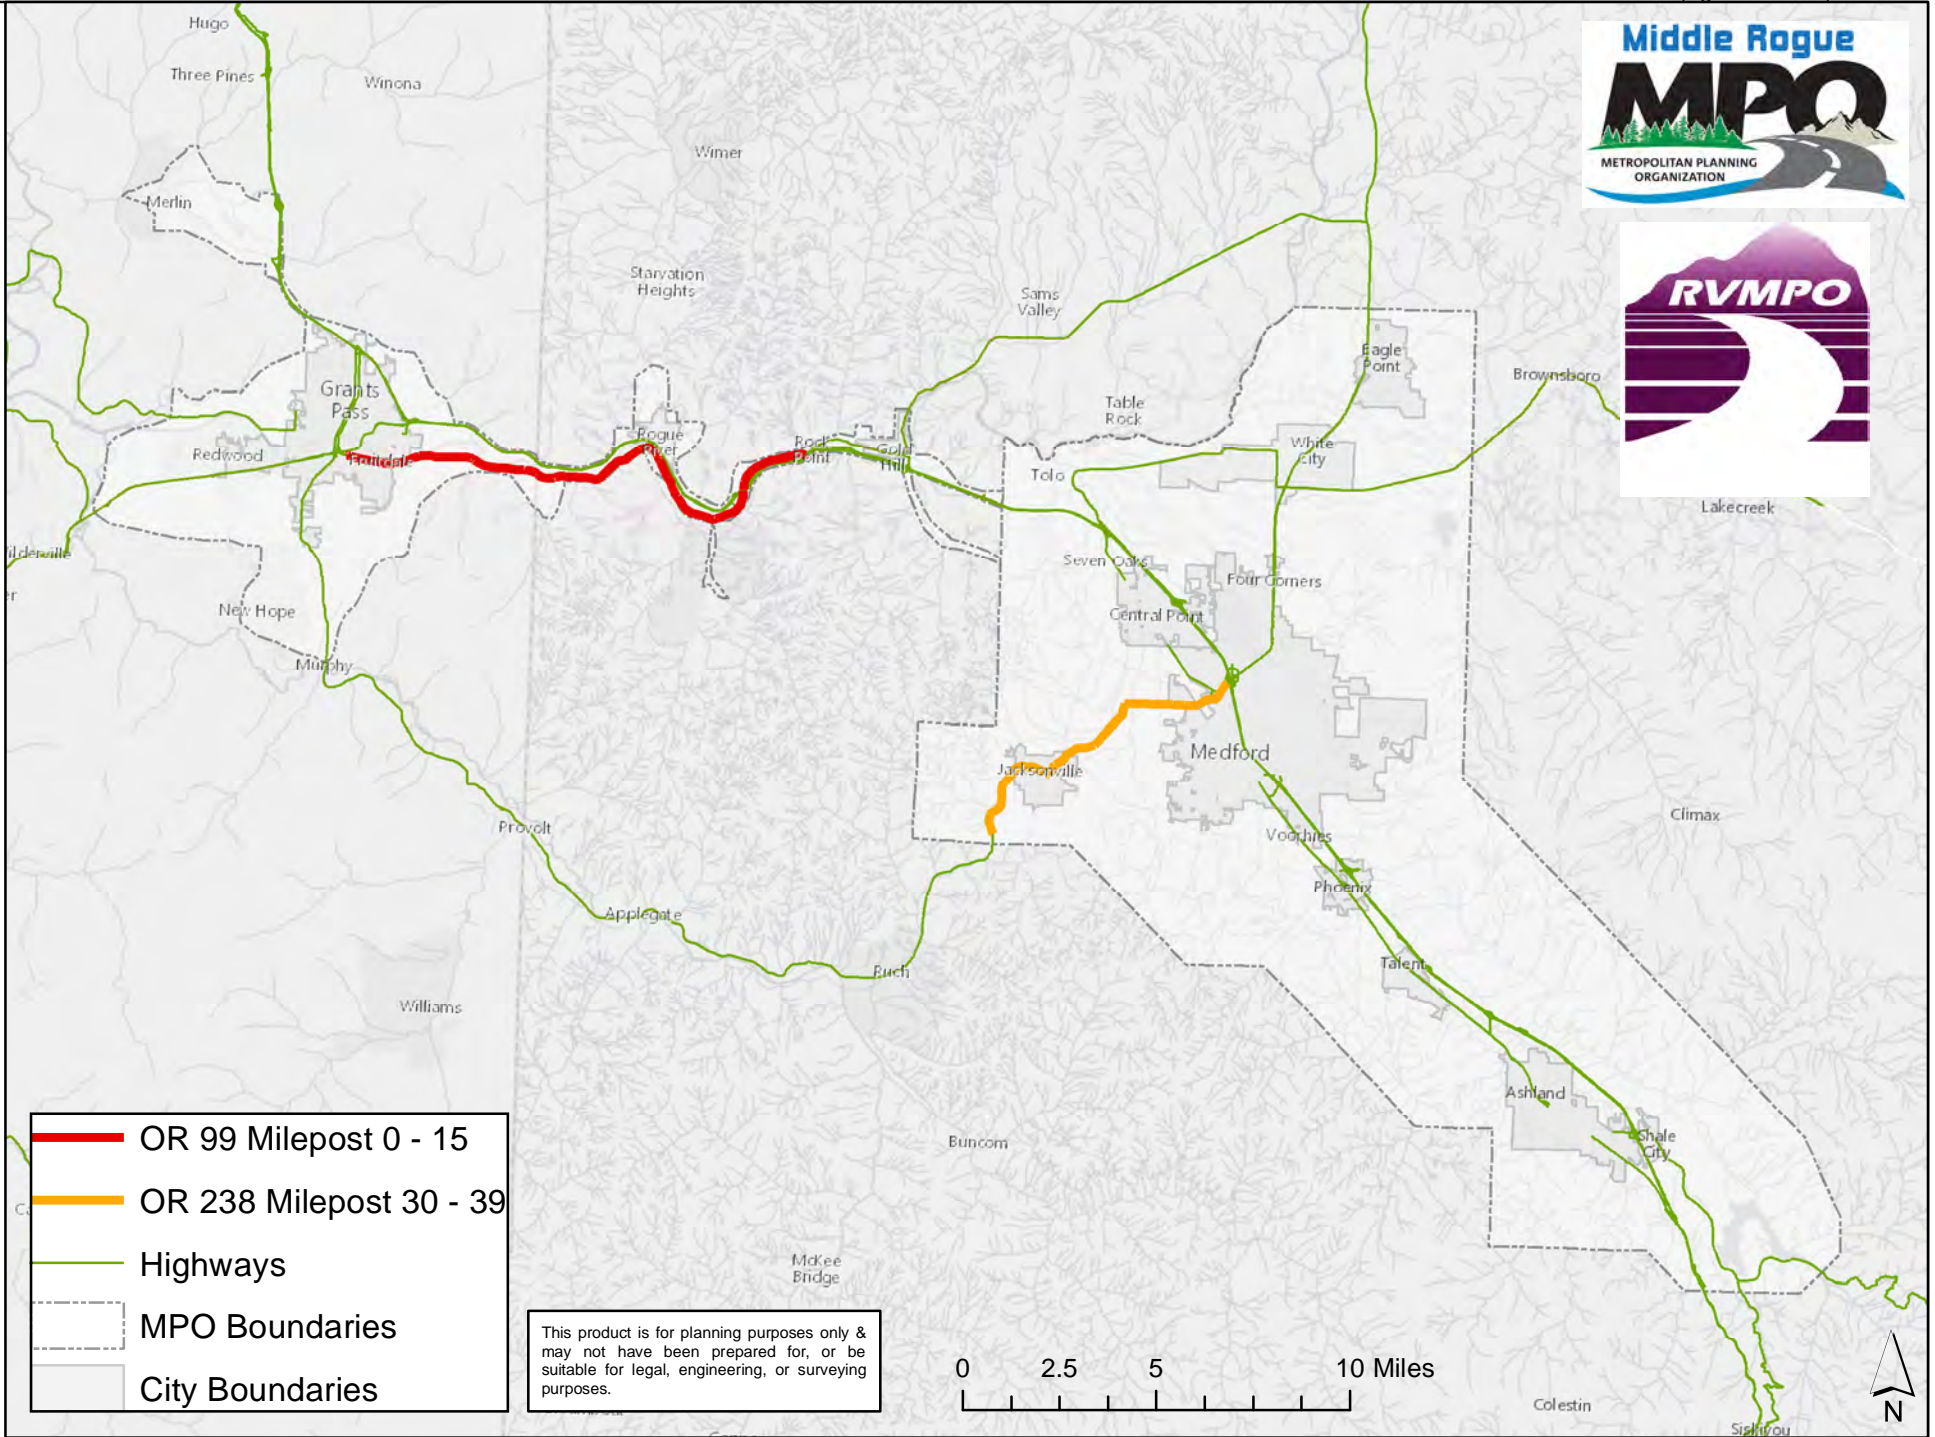 Hugo
Three Pines
Winona
Middle Rogue
MPO
METROPOLITAN PLANNING
ORGANIZATION
Wimer
Merlin
Starvation
Heights
Sams
Valley
RVMPO
Eagle
Point
Brownsboro
Grants
Pass
Table
Rock
Redwood
Fruitdale
Rogue
River
Rock
Point
Gold
Hill
White
City
Tolo
Lakecreek
ilderville
er
Seven Oaks
Four Corners
New Hope
Central Point
Murphy
Medford
Jacksonville
Climax
Provolt
Voorhies
Phoenix
Applegate
Talent
Ruch
Williams
Ashland
Shale
City
Buncom
McKee
Bridge
Colestin
Siskiyou
OR 99 Milepost 0 - 15
OR 238 Milepost 30 - 39
Highways
MPO Boundaries
City Boundaries
This product is for planning purposes only &
may not have been prepared for, or be
suitable for legal, engineering, or surveying
purposes.
0 2.5 5 10 Miles
N